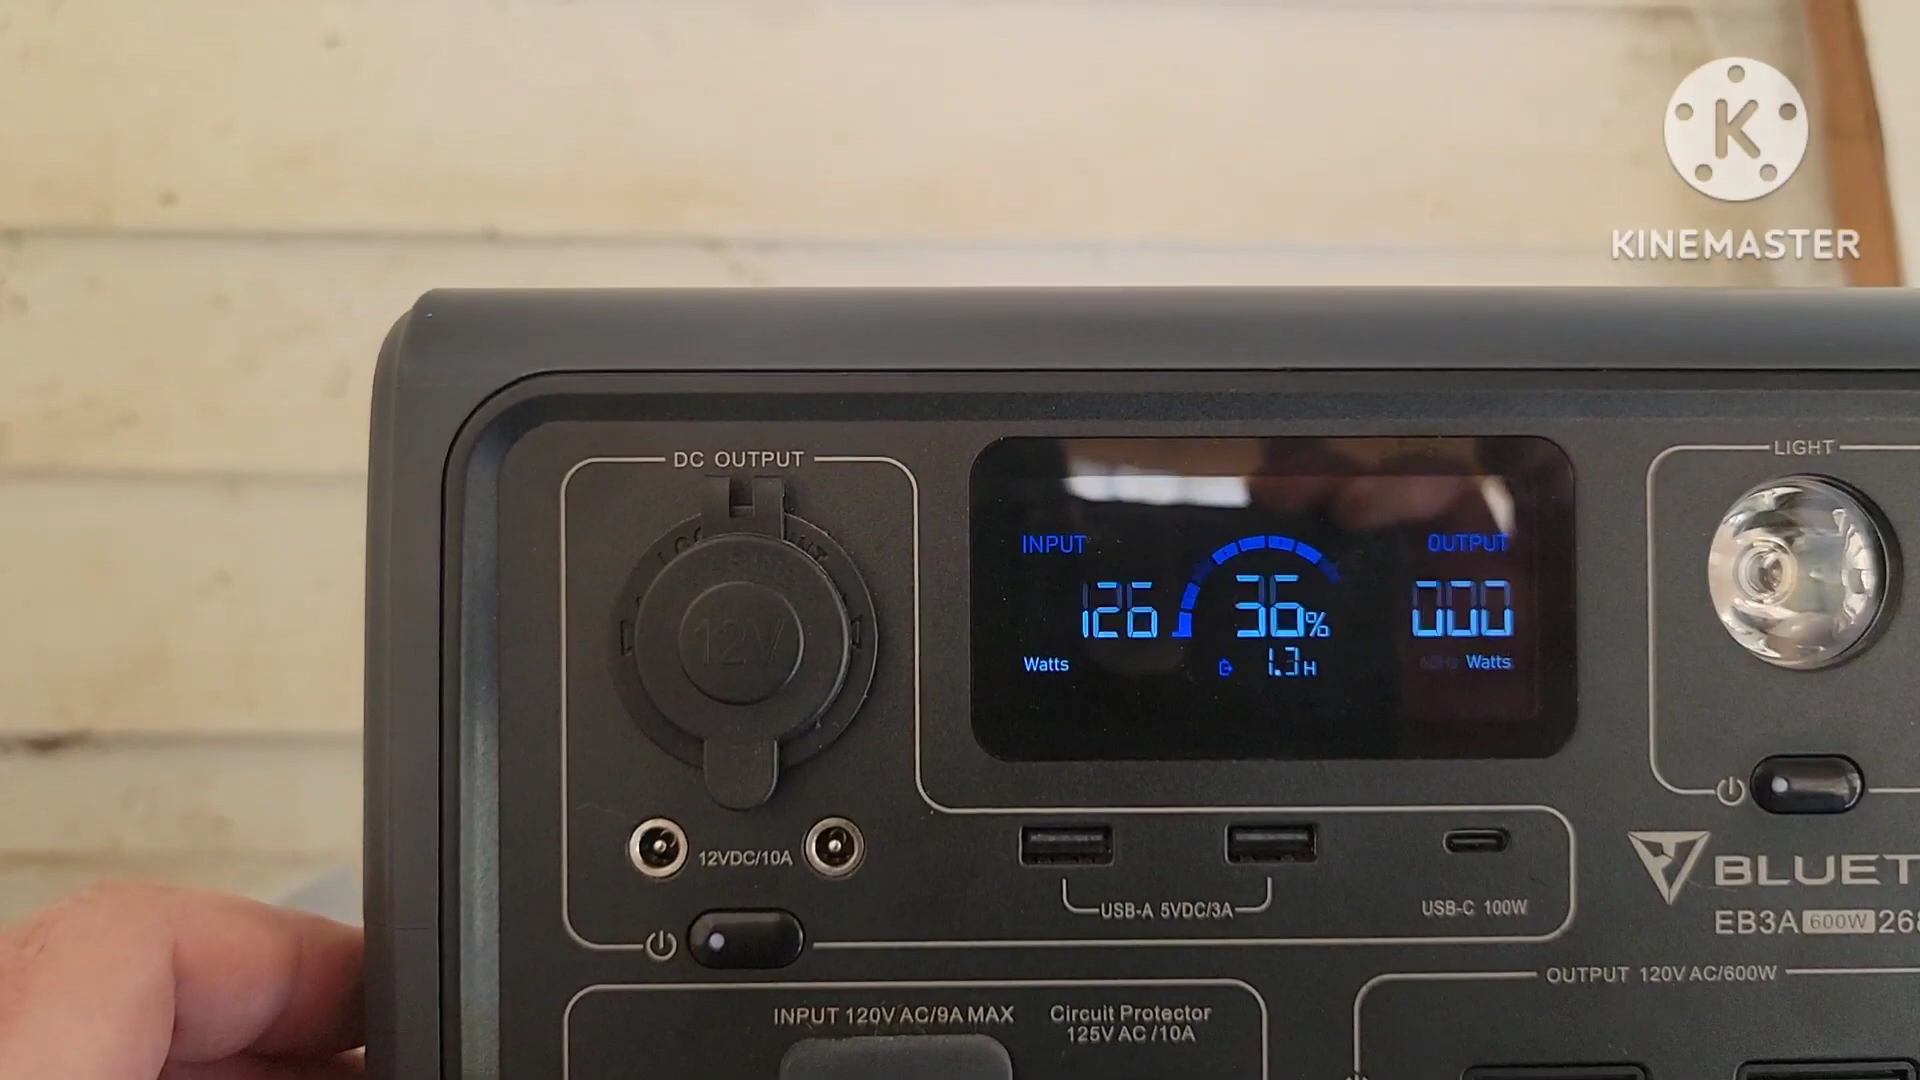 K
KINEMASTER
DC OUTPUT
12V
12VDC/10A
INPUT
126
Watts
36%
1.3H
OUTPUT
000
Watts
LIGHT
USB-A 5VDC/3A
USB-C 100W
BLUET
EB3A 600W 268
INPUT 120V AC/9A MAX
Circuit Protector
125V AC /10A
OUTPUT 120V AC/600W